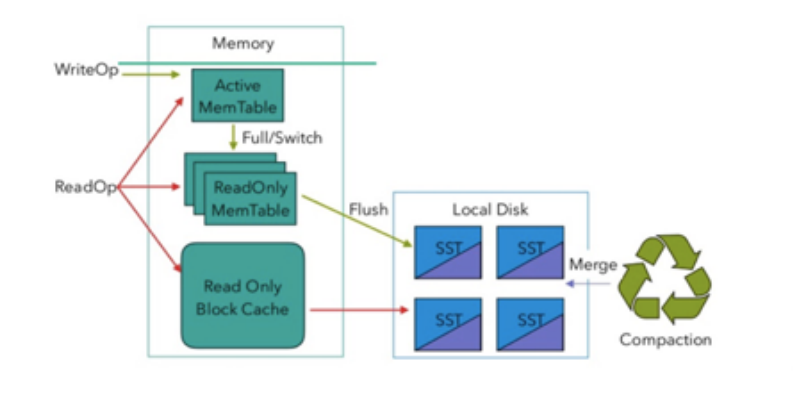 Memory
WriteOp
Active
MemTable
Full/Switch
ReadOp
ReadOnly
MemTable
Flush
Local Disk
SST
SST
Merge
Read Only
Block Cache
SST
SST
Compaction